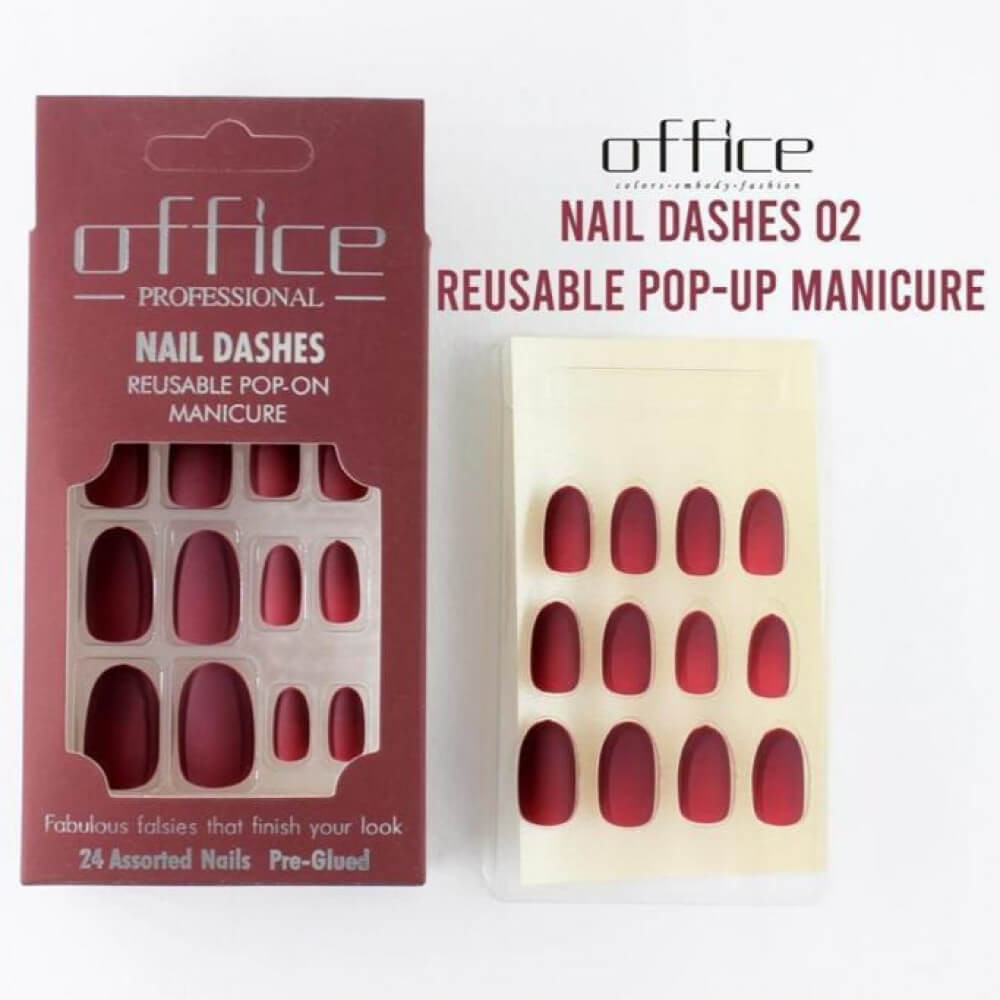 office
PROFESSIONAL
NAIL DASHES
REUSABLE POP-ON
MANICURE
Fabulous falsies that finish your look
24 Assorted Nails Pre-Glued
office
colors-embody-fashion
NAIL DASHES 02
REUSABLE POP-UP MANICURE